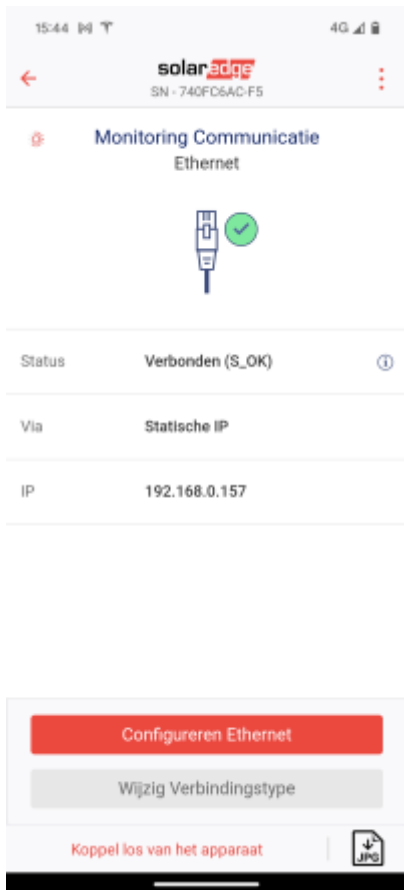 15:44
4G
solaredge
SN - 740FC6AC-F5
Monitoring Communicatie
Ethernet
Status Verbonden (S_OK)
Via Statische IP
IP 192.168.0.157
Configureren Ethernet
Wijzig Verbindingstype
Koppel los van het apparaat
JPG